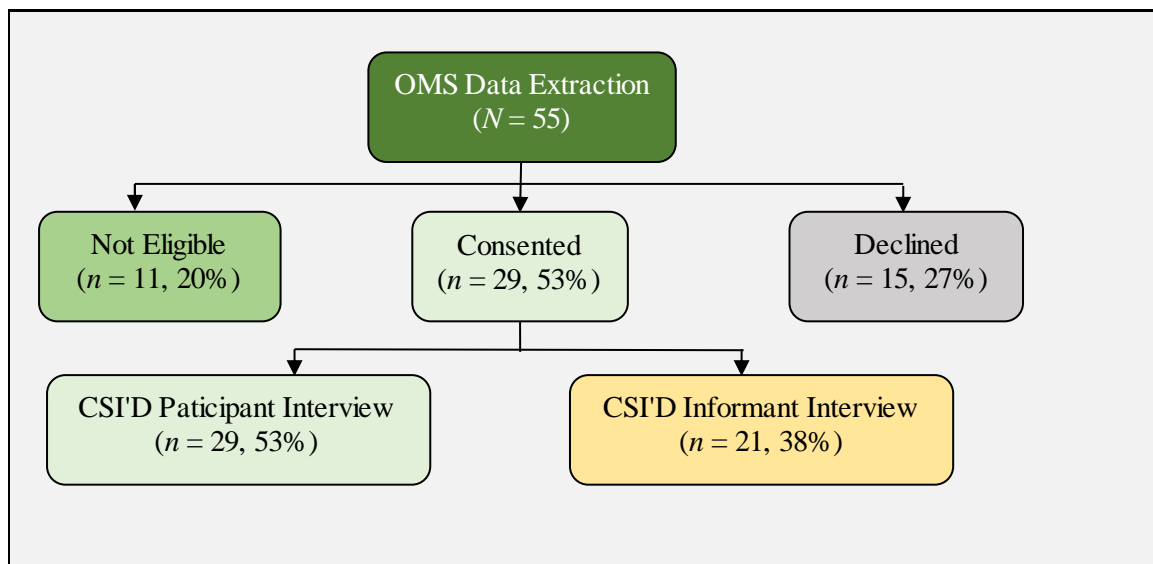 OMS Data Extraction
(N = 55)
Not Eligible
(n = 11, 20%)
Consented
(n = 29, 53%)
Declined
(n = 15, 27%)
CSI'D Paticipant Interview
(n = 29, 53%)
CSI'D Informant Interview
(n = 21, 38%)